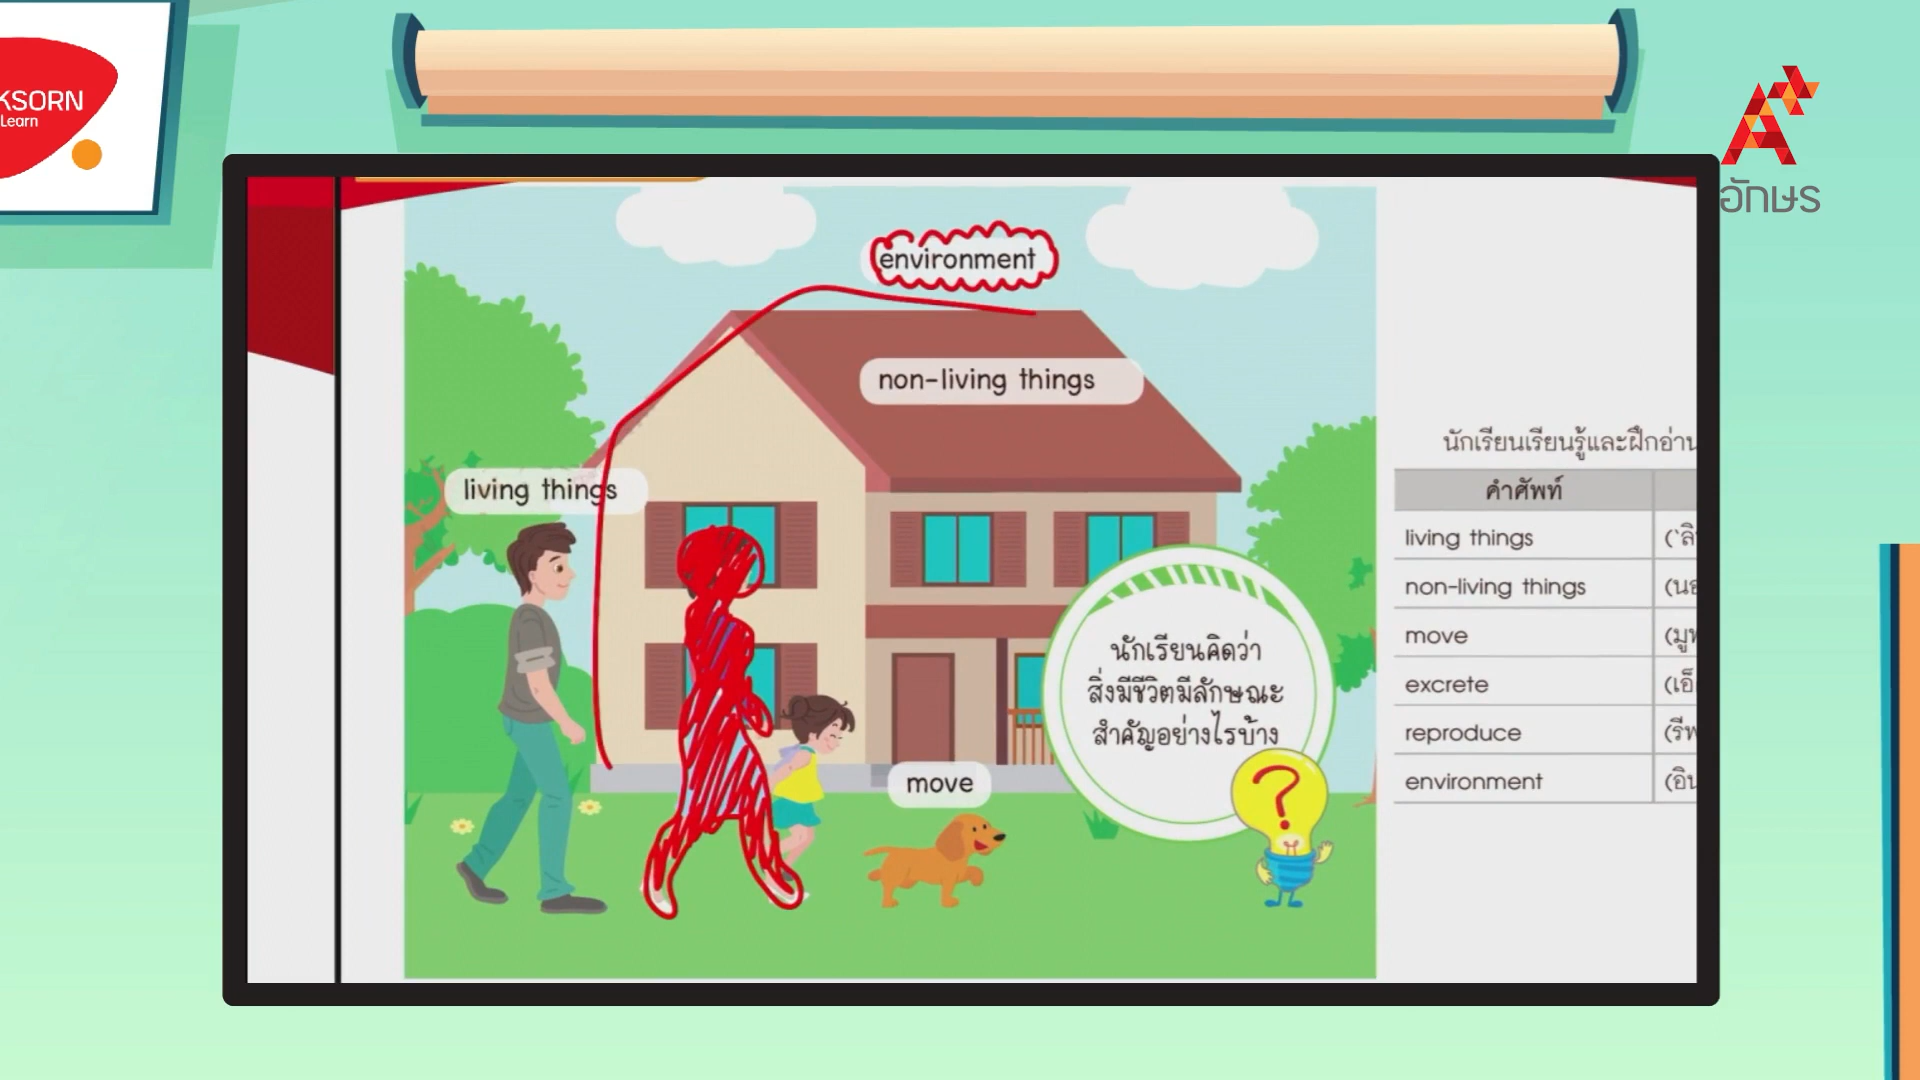 KSORN
Learn
อักษร
environment
non-living things
living things
move
นักเรียนคิดว่า
สิ่งมีชีวิตมีลักษณะ
สำคัญอย่างไรบ้าง
?
นักเรียนเรียนรู้และฝึกอ่าน
คำศัพท์
living things
non-living things
move
excrete
reproduce
environment